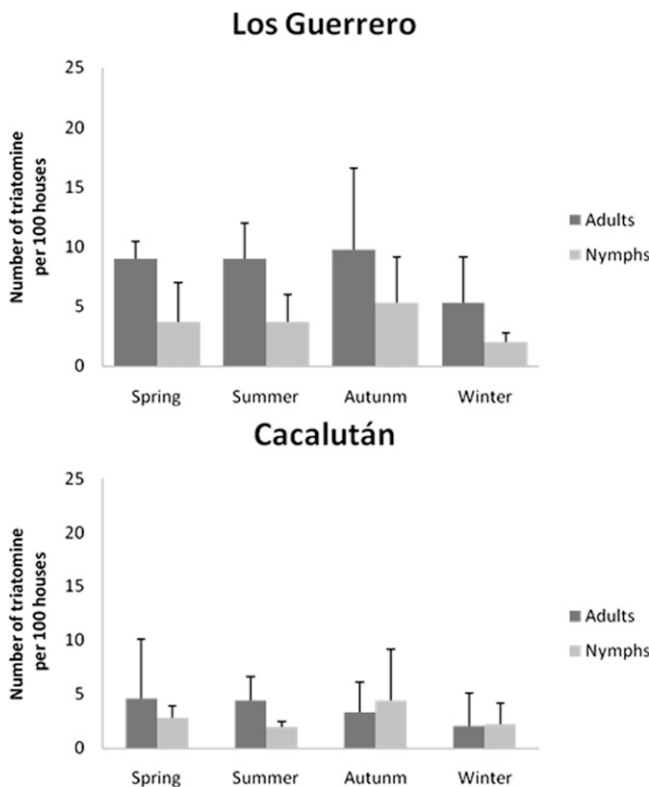 Los Guerrero
Number of triatomine
per 100 houses
25
20
15
10
5
0
Spring
Summer
Autunm
Winter
Adults
Nymphs
Cacalután
Number of triatomine
per 100 houses
25
20
15
10
5
0
Spring
Summer
Autunm
Winter
Adults
Nymphs